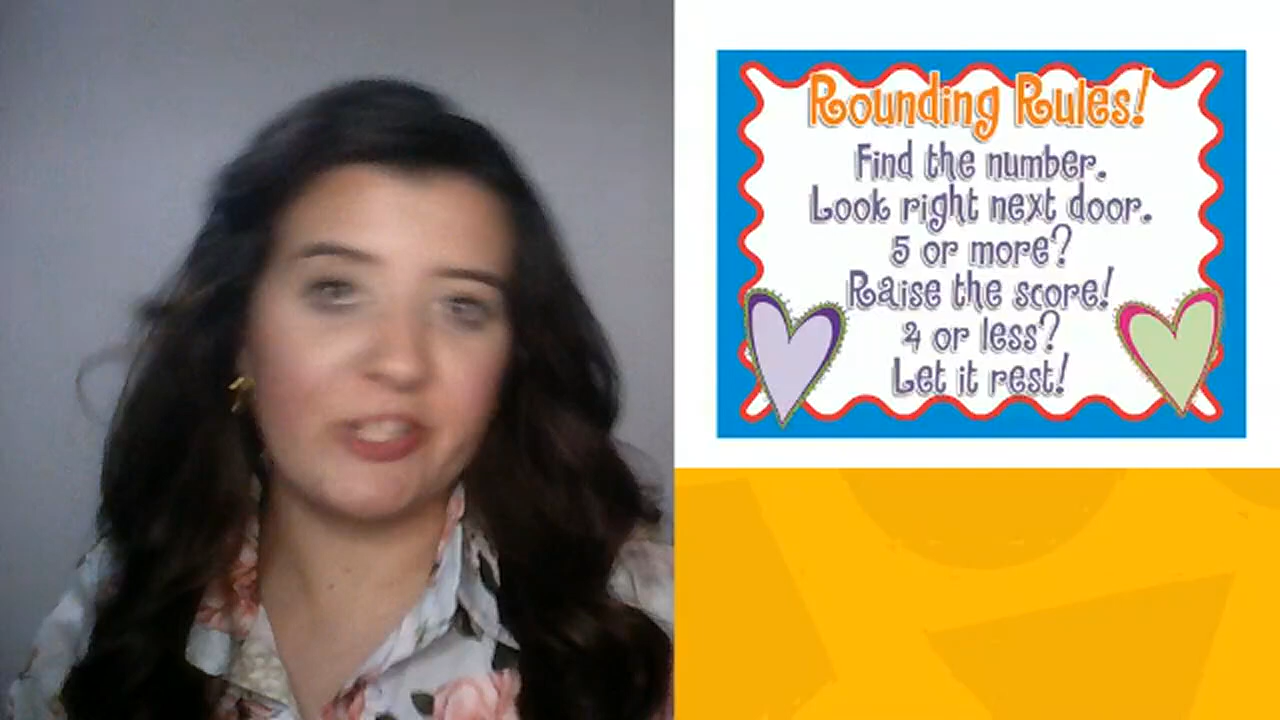 Rounding Rules!
Find the number.
Look right next door.
5 or more?
Raise the score!
4 or less?
Let it rest!